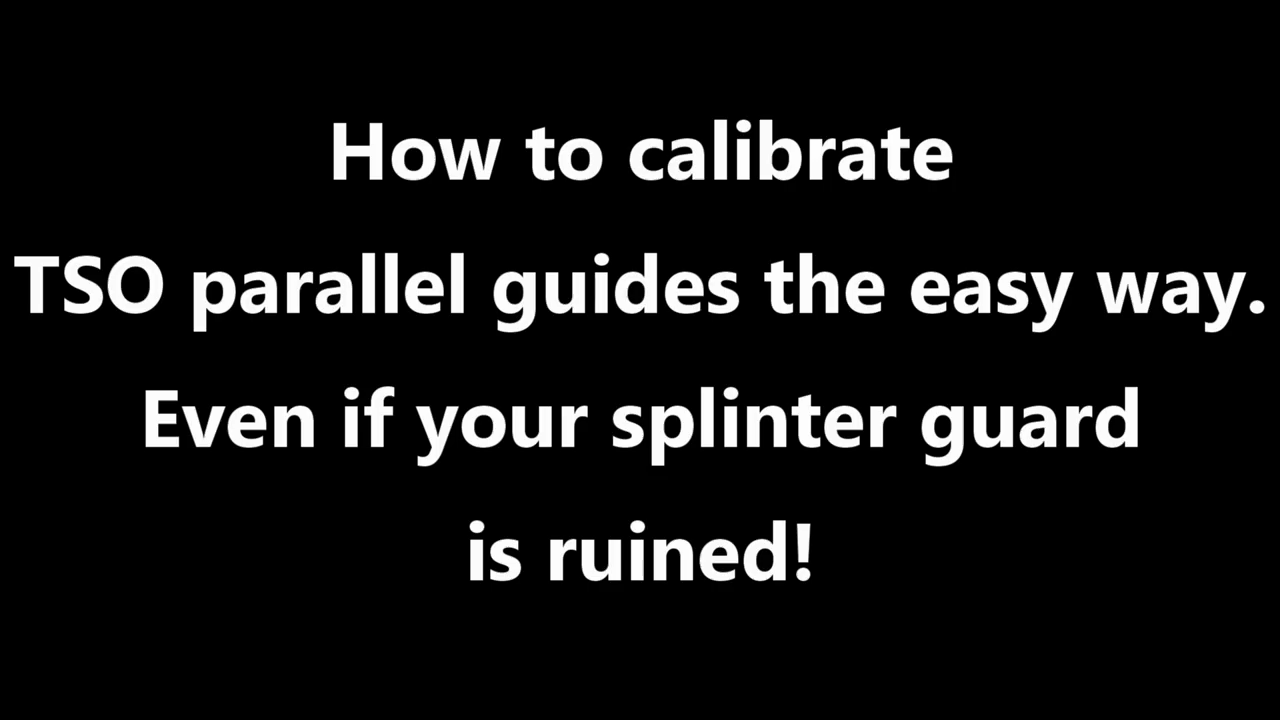 How to calibrate
TSO parallel guides the easy way.
Even if your splinter guard
is ruined!